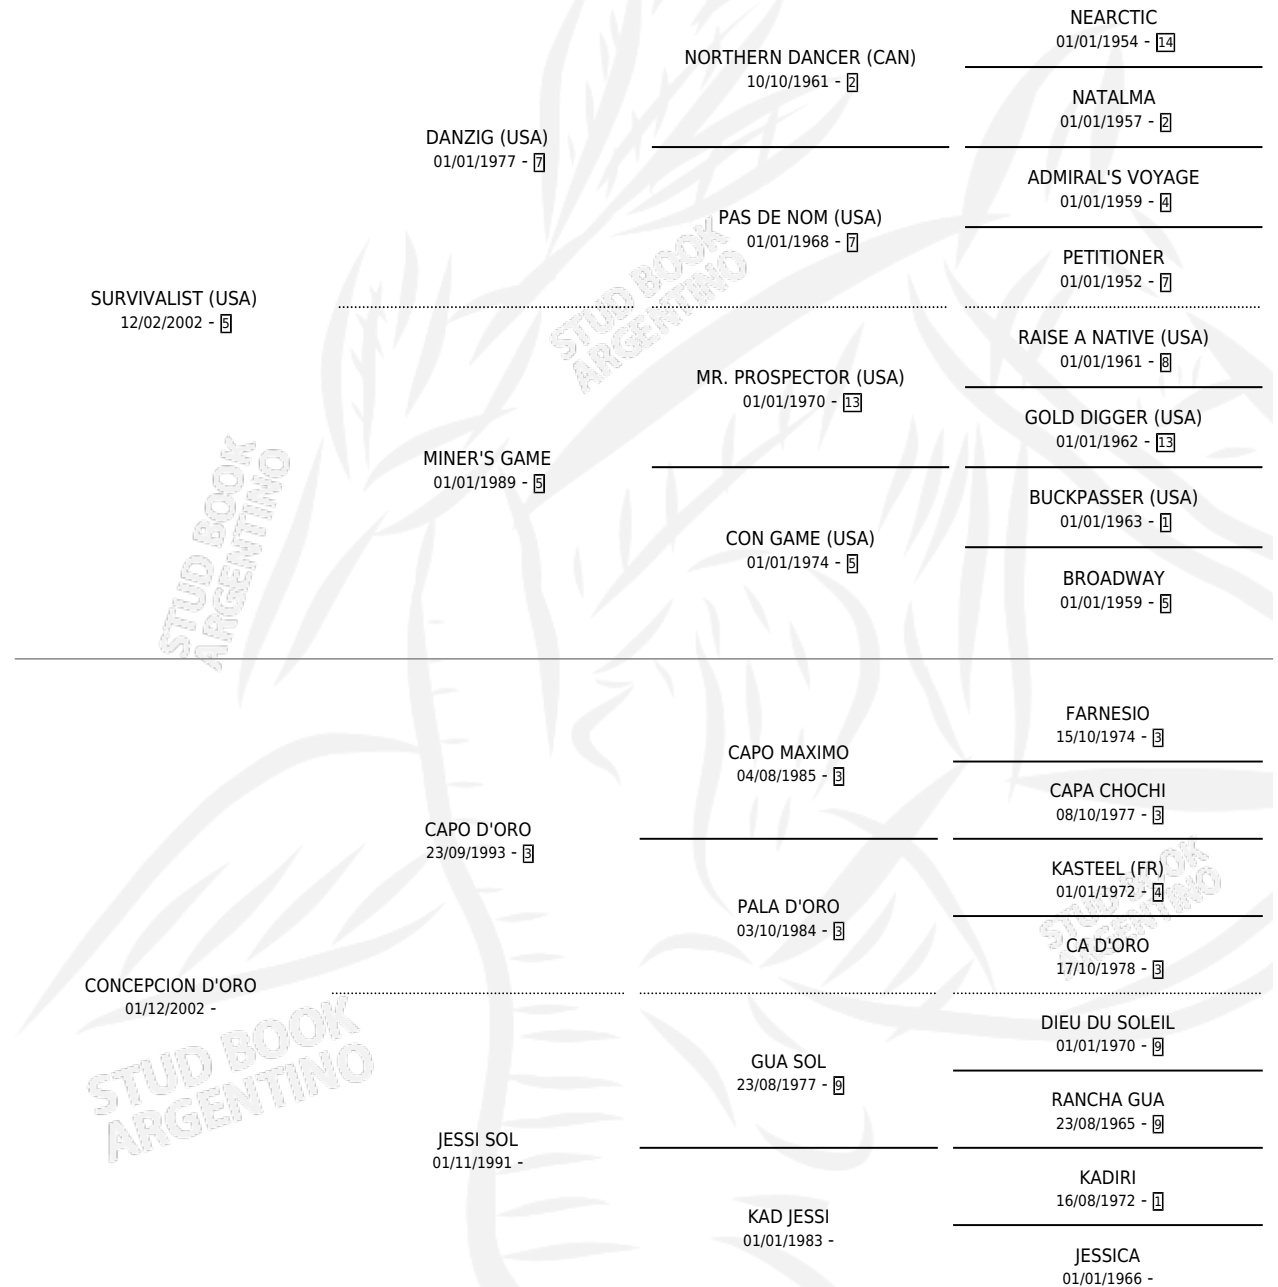 NEARCTIC
01/01/1954 - 14
NORTHERN DANCER (CAN)
10/10/1961 - 2
NATALMA
01/01/1957 - 2
DANZIG (USA)
01/01/1977 - 7
ADMIRAL'S VOYAGE
01/01/1959 - 4
PAS DE NOM (USA)
01/01/1968 - 7
PETITIONER
01/01/1952 - 7
SURVIVALIST (USA)
12/02/2002 - 5
STUD BOOK
ARGENTINO
RAISE A NATIVE (USA)
01/01/1961 - 8
MR. PROSPECTOR (USA)
01/01/1970 - 13
GOLD DIGGER (USA)
01/01/1962 - 13
MINER'S GAME
01/01/1989 - 5
BUCKPASSER (USA)
01/01/1963 - 1
CON GAME (USA)
01/01/1974 - 5
BROADWAY
01/01/1959 - 5
STUD BOOK
ARGENTINO
FARNESIO
15/10/1974 - 3
CAPO MAXIMO
04/08/1985 - 3
CAPA CHOCHI
08/10/1977 - 3
CAPO D'ORO
23/09/1993 - 3
KASTEEL (FR)
01/01/1972 - 4
PALA D'ORO
03/10/1984 - 3
CA D'ORO
17/10/1978 - 3
STUD BOOK
ARGENTINO
CONCEPCION D'ORO
01/12/2002 -
DIEU DU SOLEIL
01/01/1970 - 9
GUA SOL
23/08/1977 - 9
RANCHA GUA
23/08/1965 - 9
STUD BOOK
ARGENTINO
JESSI SOL
01/11/1991 -
KADIRI
16/08/1972 - 1
KAD JESSI
01/01/1983 -
JESSICA
01/01/1966 -